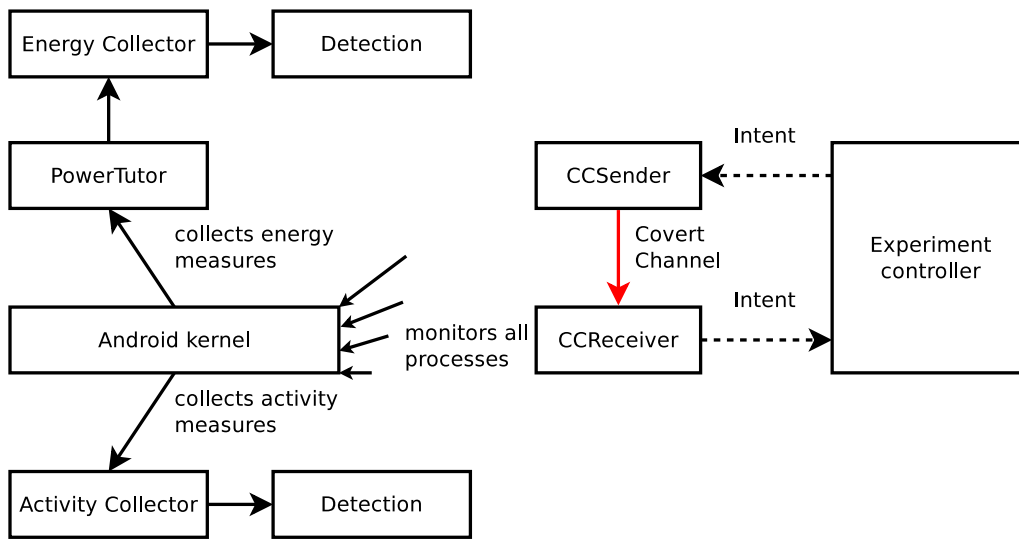 Energy Collector
Detection
PowerTutor
collects energy
measures
Android kernel
monitors all
processes
collects activity
measures
Activity Collector
Detection
CCSender
Intent
Covert
Channel
CCReceiver
Intent
Experiment
controller